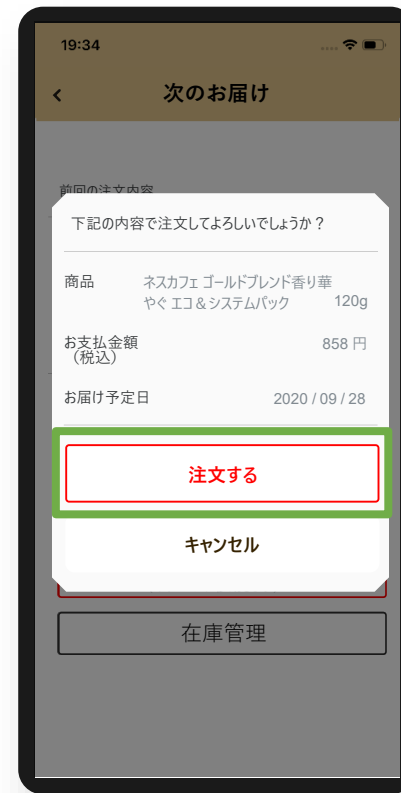 19:34
次のお届け
前回の注文内容
下記の内容で注文してよろしいでしょうか？
商品
ネスカフェ ゴールドブレンド香り華
やぐ エコ＆システムパック 120g
お支払金額
（税込）
858 円
お届け予定日 2020 / 09 / 28
注文する
キャンセル
在庫管理